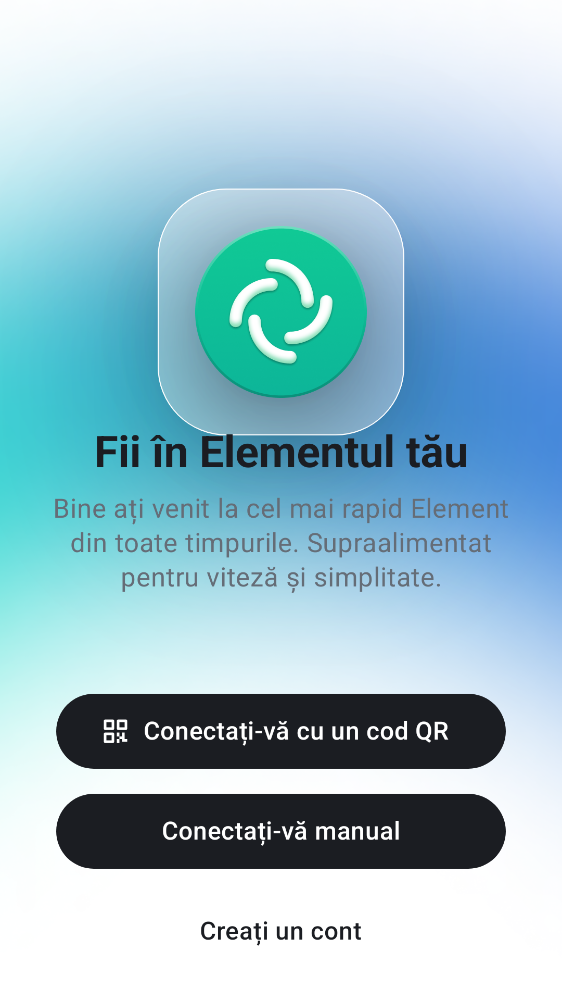 Fii în Elementul tău
Bine ați venit la cel mai rapid Element
din toate timpurile. Supraalimentat
pentru viteză și simplitate.
Conectați-vă cu un cod QR
Conectați-vă manual
Creați un cont